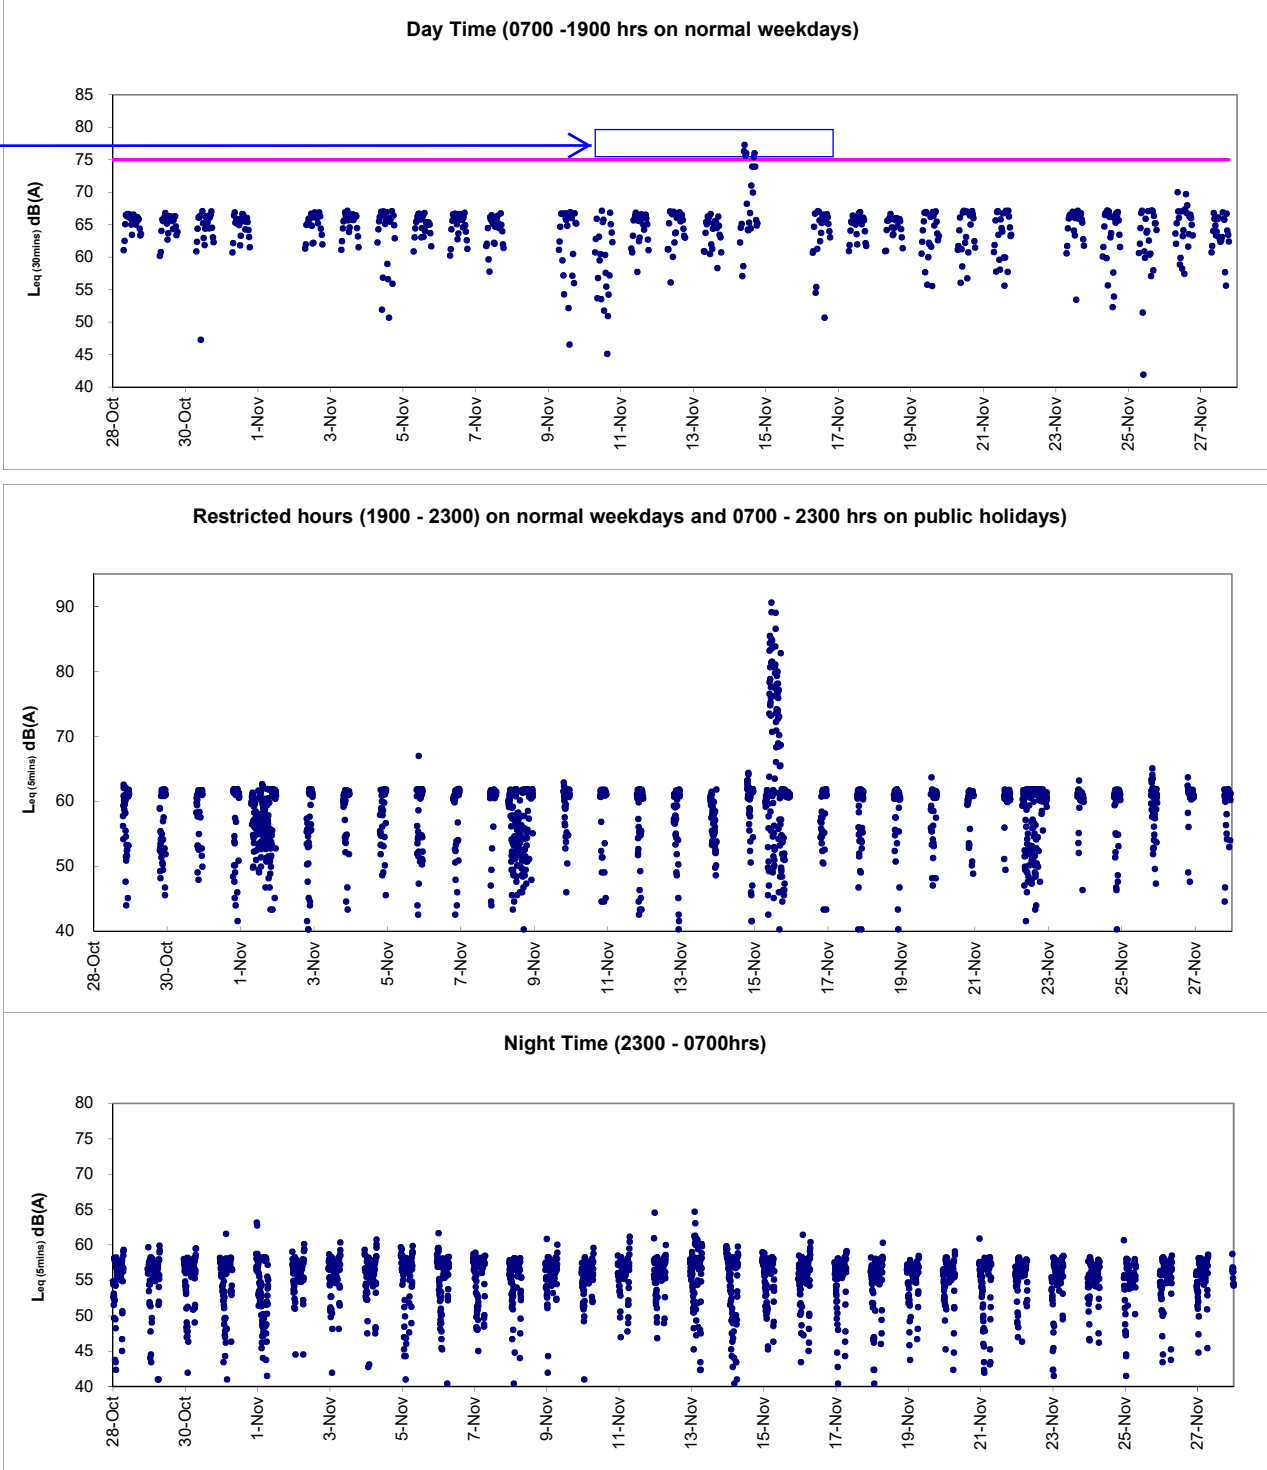 Day Time (0700 -1900 hrs on normal weekdays)
85
80
75
70
65
60
55
50
45
40
Leq (30mins) dB(A)
28-Oct
30-Oct
1-Nov
3-Nov
5-Nov
7-Nov
9-Nov
11-Nov
13-Nov
15-Nov
17-Nov
19-Nov
21-Nov
23-Nov
25-Nov
27-Nov
Restricted hours (1900 - 2300) on normal weekdays and 0700 - 2300 hrs on public holidays)
90
80
70
60
50
40
Leq (5mins) dB(A)
28-Oct
30-Oct
1-Nov
3-Nov
5-Nov
7-Nov
9-Nov
11-Nov
13-Nov
15-Nov
17-Nov
19-Nov
21-Nov
23-Nov
25-Nov
27-Nov
Night Time (2300 - 0700hrs)
80
75
70
65
60
55
50
45
40
Leq (5mins) dB(A)
28-Oct
30-Oct
1-Nov
3-Nov
5-Nov
7-Nov
9-Nov
11-Nov
13-Nov
15-Nov
17-Nov
19-Nov
21-Nov
23-Nov
25-Nov
27-Nov